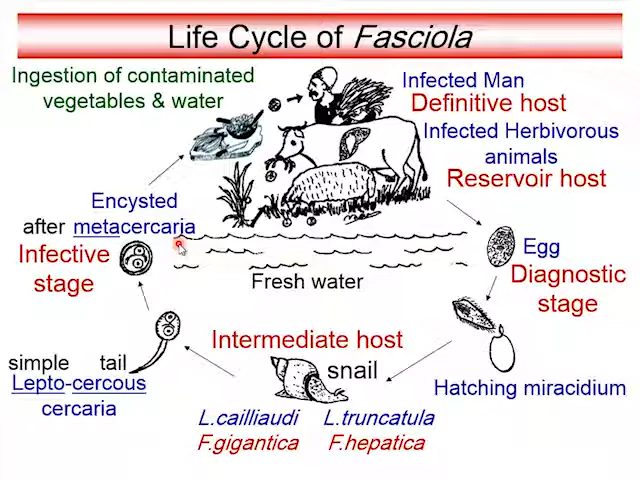 Life Cycle of Fasciola
Ingestion of contaminated
vegetables & water
Infected Man
Definitive host
Infected Herbivorous
animals
Reservoir host
Encysted
after metacercaria
Infective
stage
Fresh water
Egg
Diagnostic
stage
Intermediate host
snail
simple tail
Lepto-cercous
cercaria
Hatching miracidium
L.cailliaudi L.truncatula
F.gigantica F.hepatica